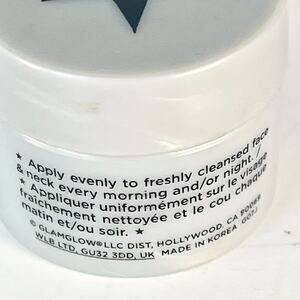 ★ Apply evenly to freshly cleansed face
& neck every morning and/or night.
★ Appliquer uniformément sur le visage
fraîchement nettoyée et le cou chaque
matin et/ou soir. ★
© GLAMGLOW®LLC DIST, HOLLYWOOD, CA 90069
WLB LTD, GU32 3DD, UK MADE IN KOREA